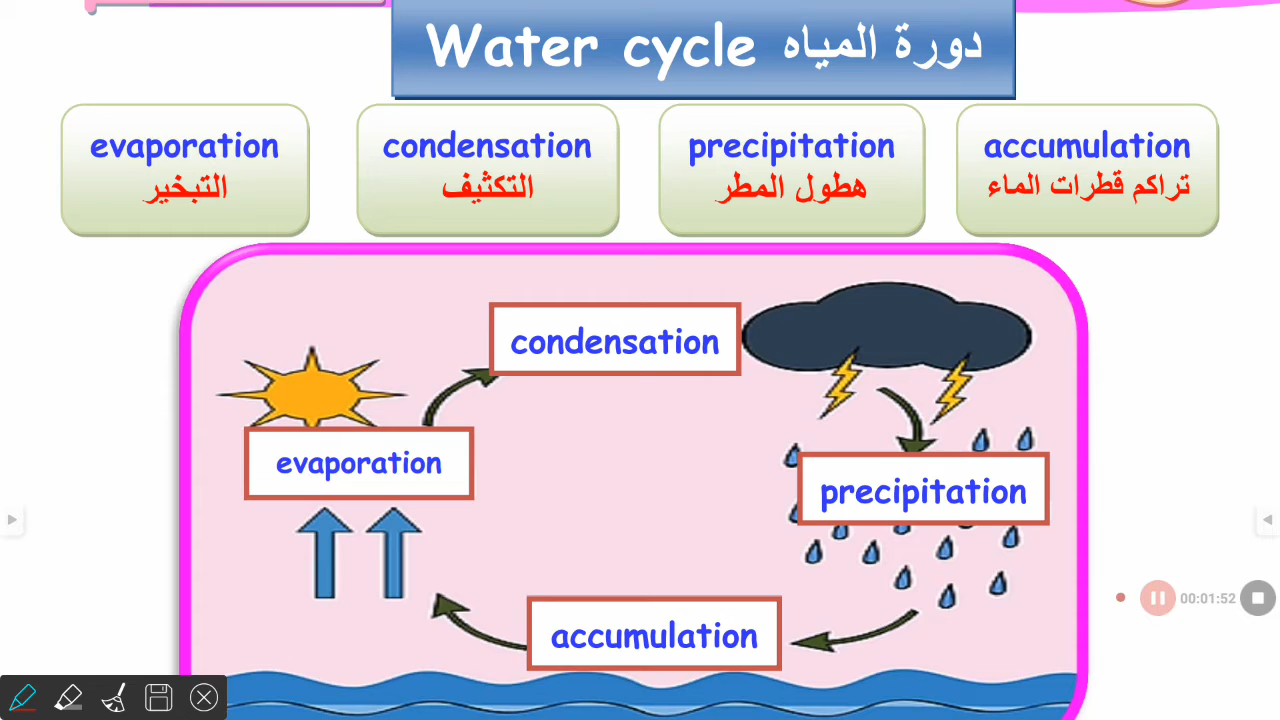 Water cycle دورة المياه
evaporation
التبخير
condensation
التكثيف
precipitation
هطول المطر
accumulation
تراكم قطرات الماء
condensation
evaporation
precipitation
accumulation
00:01:52